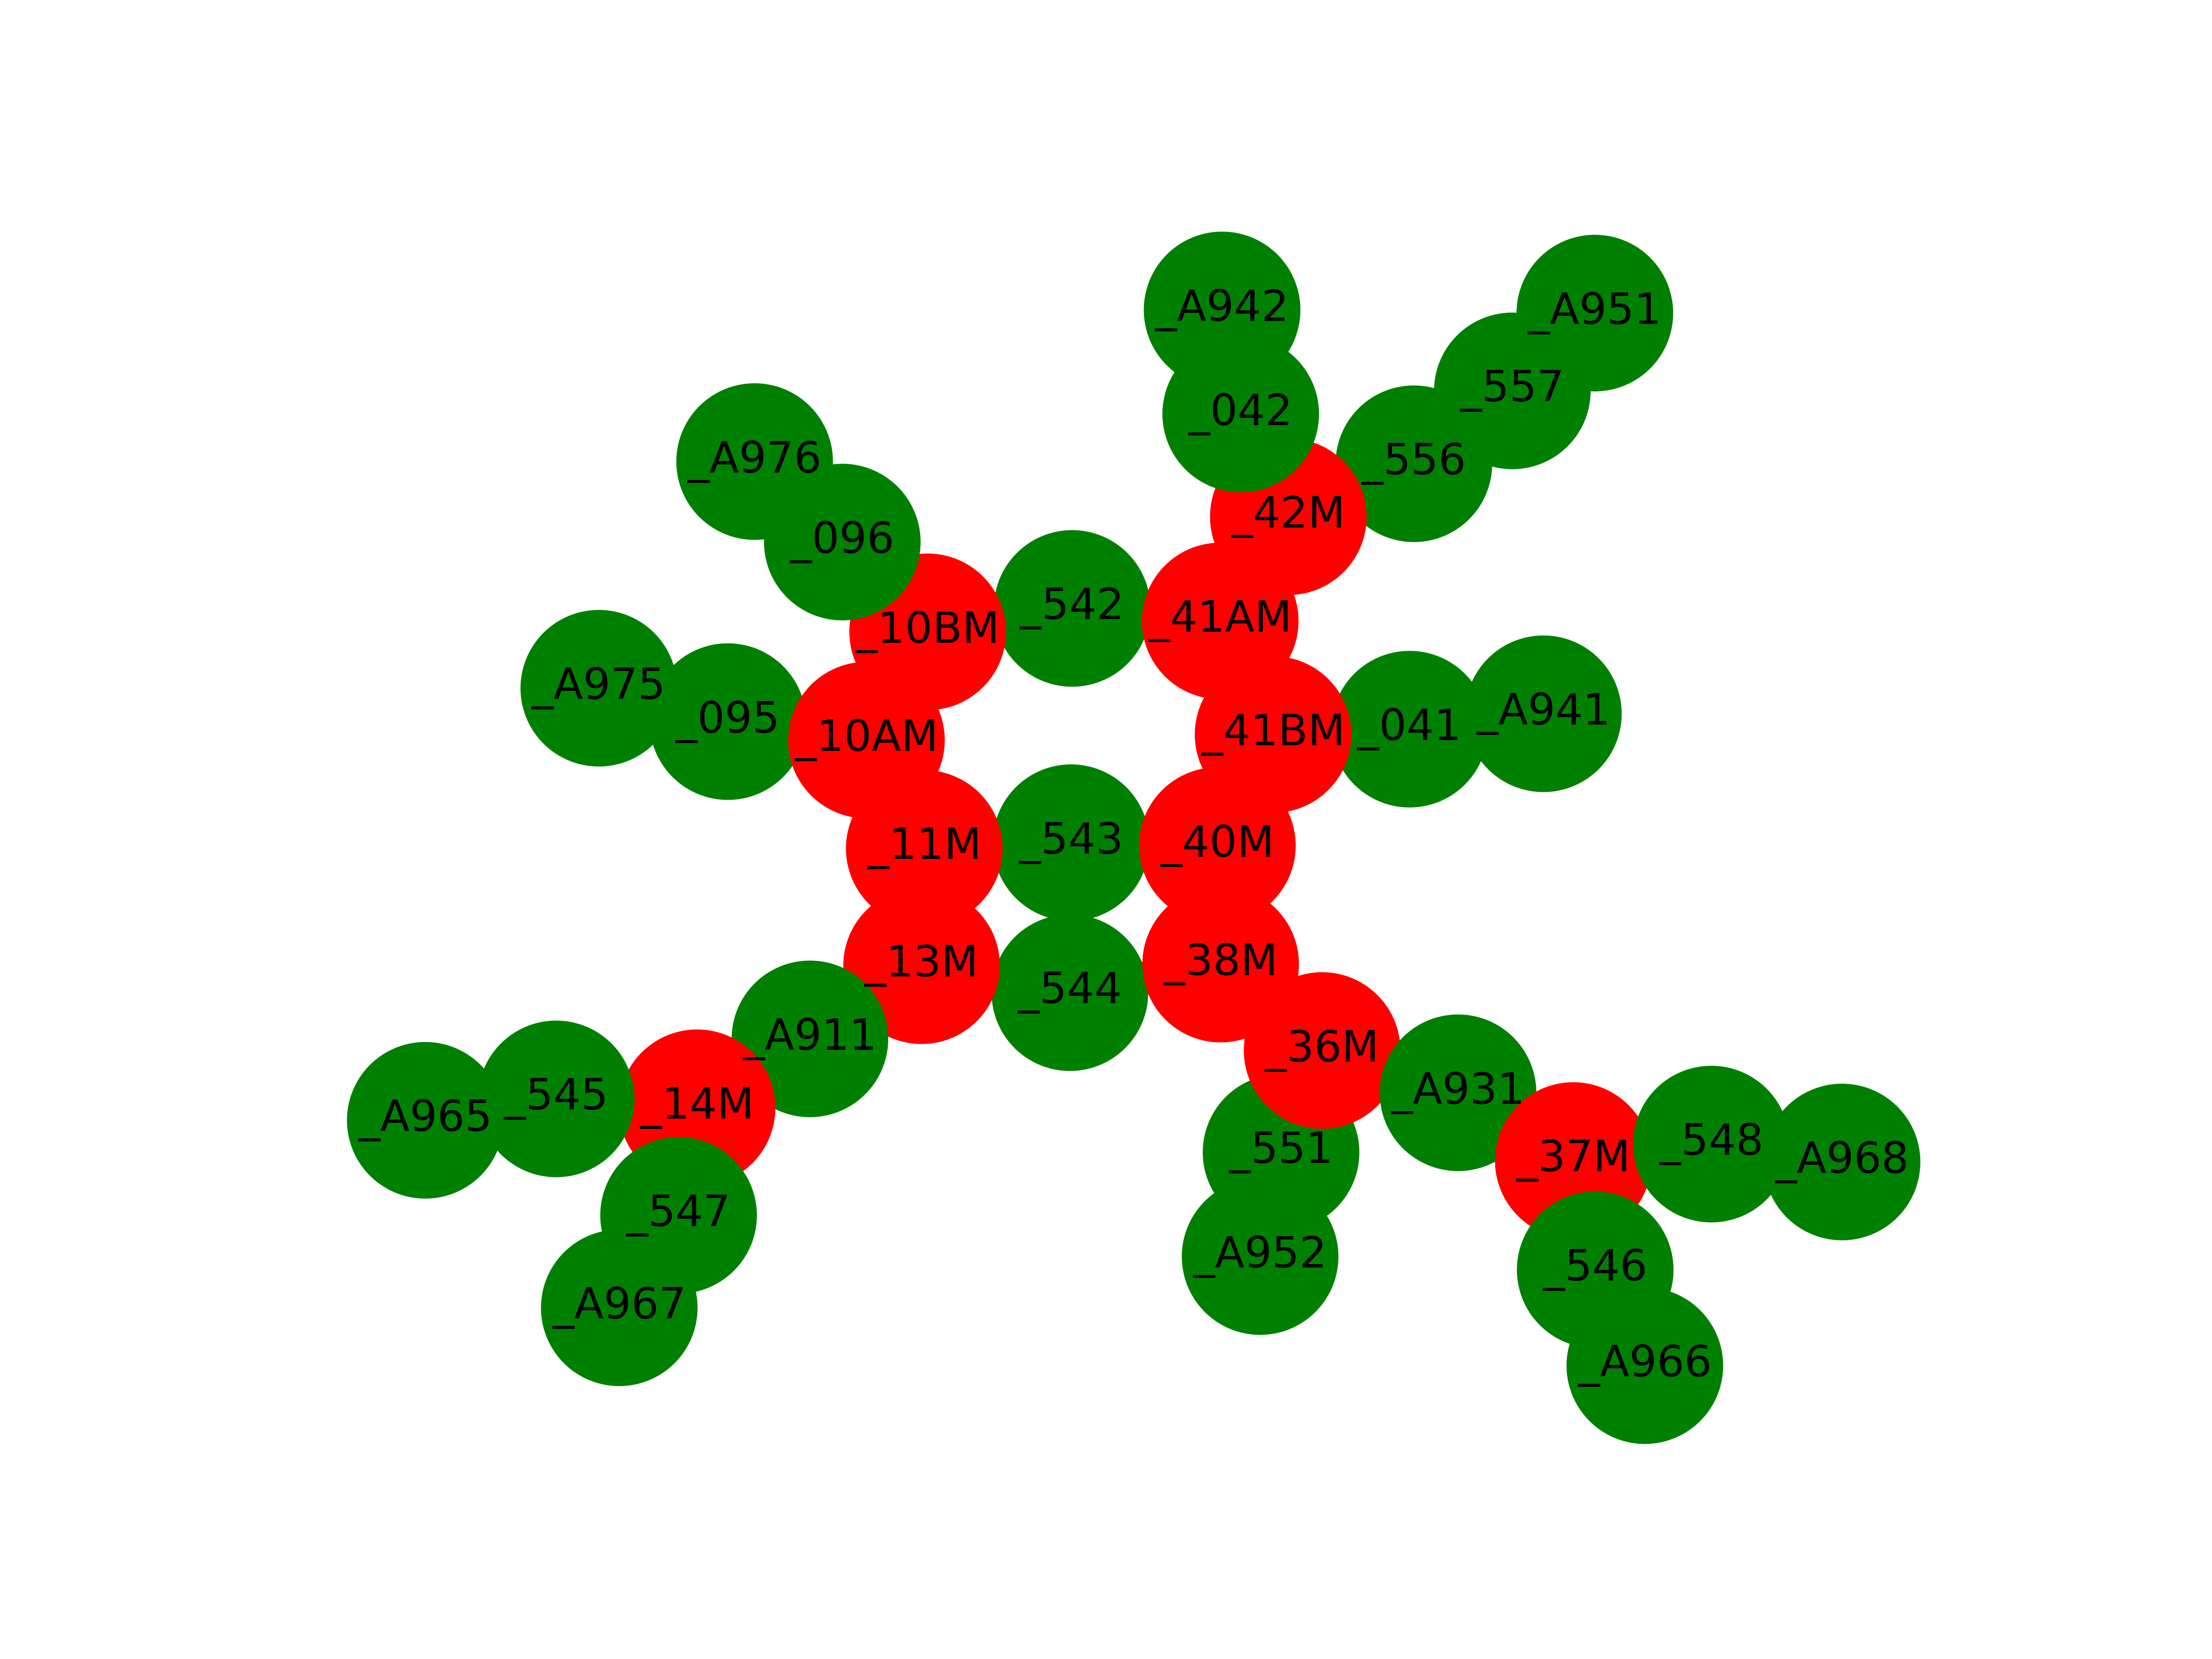 _A942
_A951
_557
_042
_556
_A976
_42M
_096
_542
_41AM
_10BM
_A975
_A941
_095
_041
_41BM
_10AM
_543
_40M
_11M
_38M
_13M
_544
_A911
_36M
_A931
_545
_14M
_A965
_548
_551
_37M
_A968
_547
_A952
_546
_A967
_A966